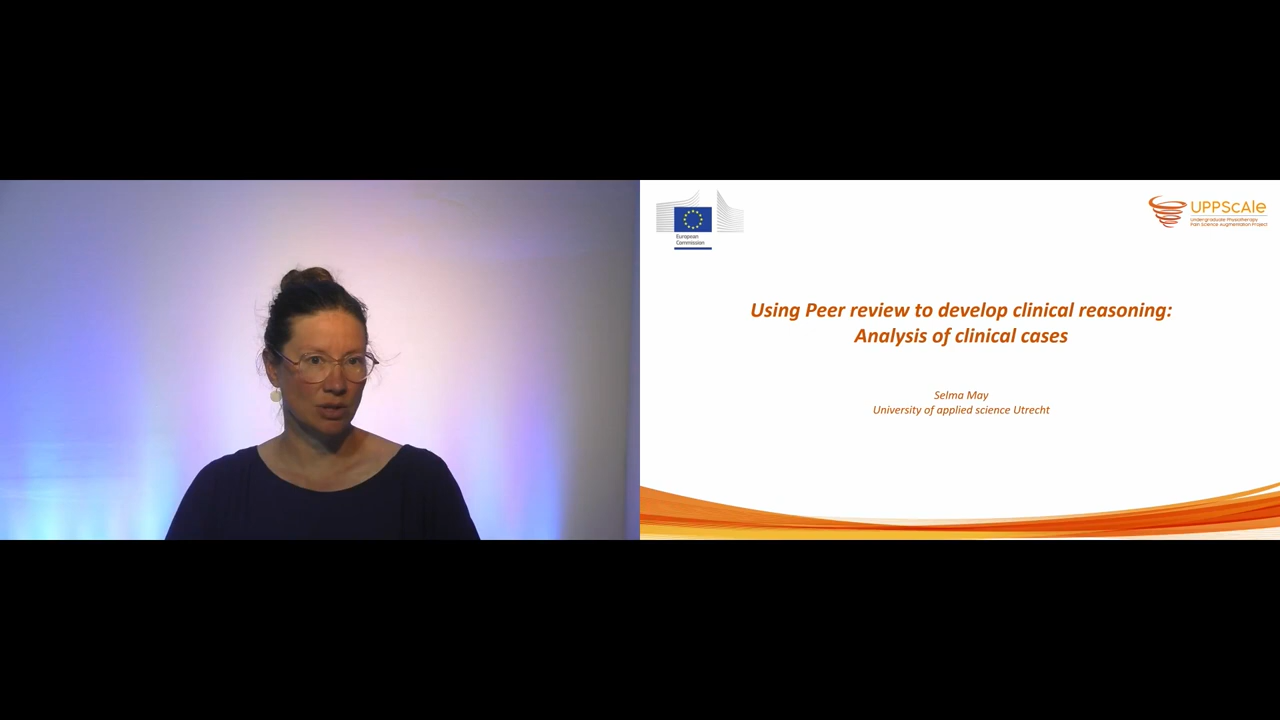 European
Commission
UPPScale
Undergraduate Physiotherapy
Pain Science Augmentation Project
Using Peer review to develop clinical reasoning:
Analysis of clinical cases
Selma May
University of applied science Utrecht